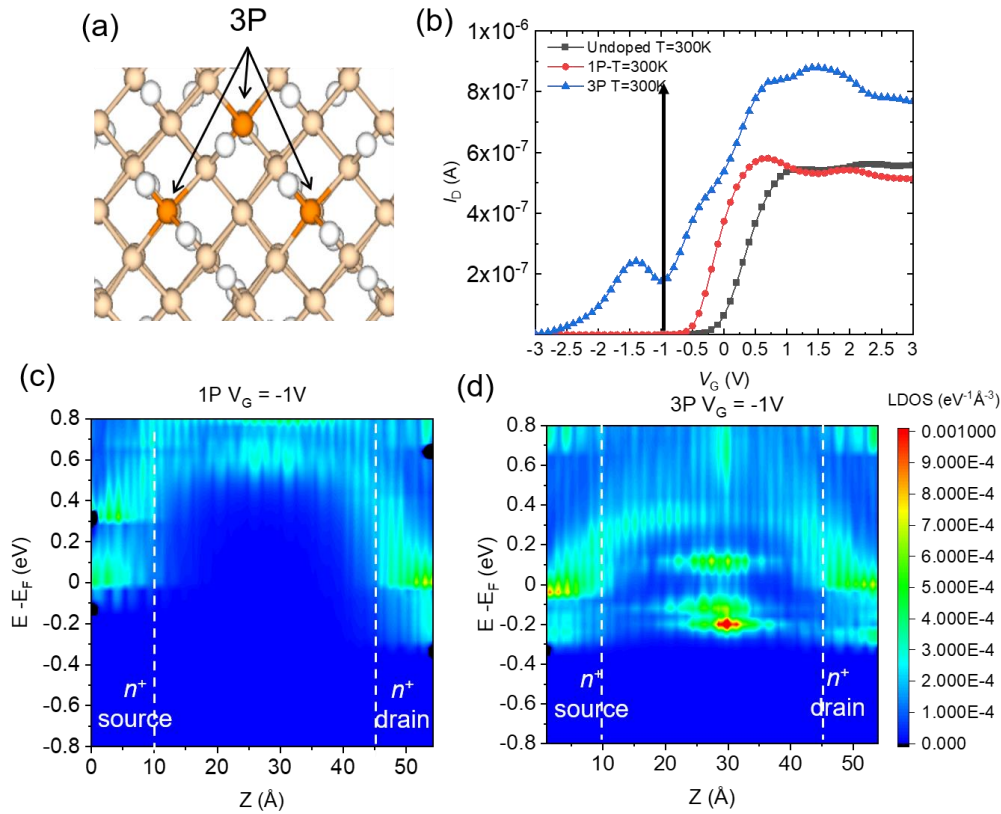 (a)
3P
(b)
1x10⁻⁶
8x10⁻⁷
6x10⁻⁷
4x10⁻⁷
2x10⁻⁷
I_D (A)
Undoped T=300K
1P-T=300K
3P T=300K
-3 -2.5 -2 -1.5 -1 -0.5 0 0.5 1 1.5 2 2.5 3
V_G (V)
(c)
1P V_G = -1V
0.8
0.6
0.4
0.2
0
-0.2
-0.4
-0.6
-0.8
E -E_F (eV)
n⁺
source
n⁺
drain
0 10 20 30 40 50
Z (Å)
(d)
3P V_G = -1V
0.8
0.6
0.4
0.2
0
-0.2
-0.4
-0.6
-0.8
E -E_F (eV)
n⁺
source
n⁺
drain
10 20 30 40 50
Z (Å)
LDOS (eV⁻¹Å⁻³)
0.001000
9.000E-4
8.000E-4
7.000E-4
6.000E-4
5.000E-4
4.000E-4
3.000E-4
2.000E-4
1.000E-4
0.000